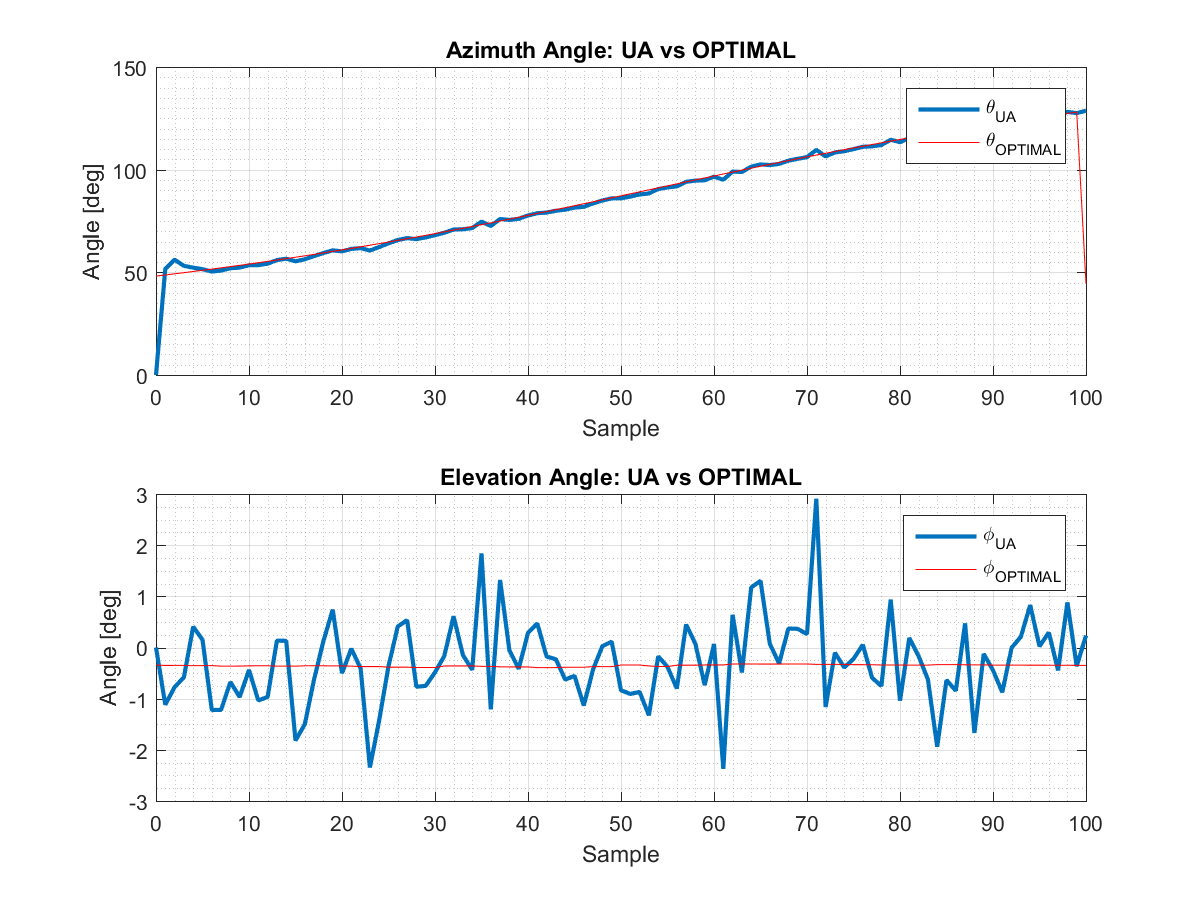 Azimuth Angle: UA vs OPTIMAL
150
100
50
0
Angle [deg]
θUA
θOPTIMAL
0 10 20 30 40 50 60 70 80 90 100
Sample
Elevation Angle: UA vs OPTIMAL
3
2
1
0
-1
-2
-3
Angle [deg]
ϕUA
ϕOPTIMAL
0 10 20 30 40 50 60 70 80 90 100
Sample